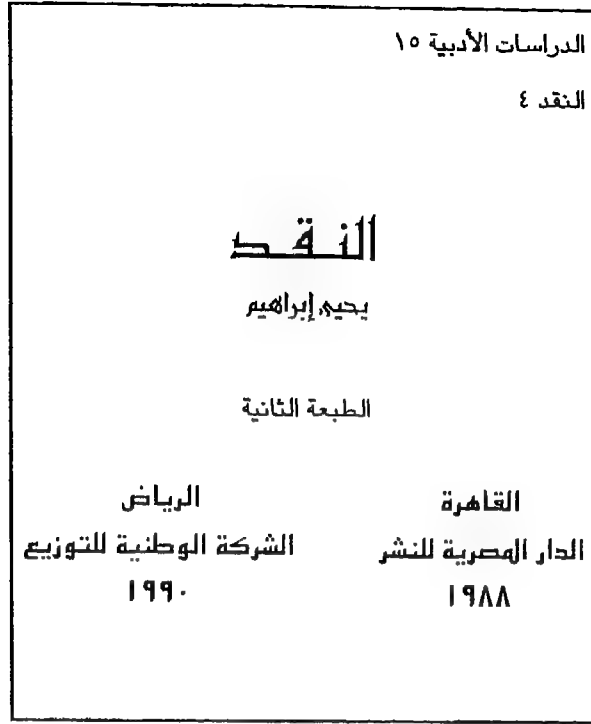 الدراسات الأدبية ١٥
النقد ٤
النقد
يحيى إبراهيم
الطبعة الثانية
القاهرة
الدار المصرية للنشر
١٩٨٨
الرياض
الشركة الوطنية للتوزيع
١٩٩٠